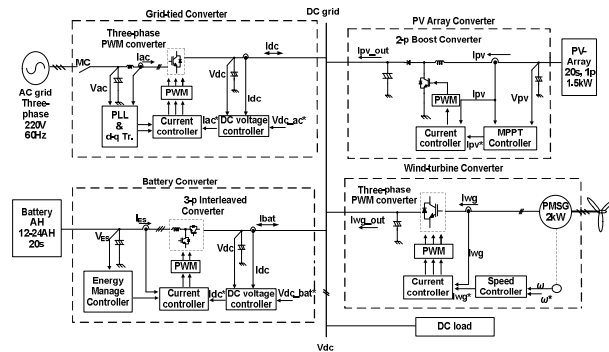 Grid-tied Converter
DC grid
PV Array Converter
Three-phase
PWM converter
Idc
MC
Iac
Vac
Vdc
Idc
PWM
AC grid
Three-
phase
220V
60Hz
PLL
&
d-q Tr.
Current
controller
Iac*
DC voltage
controller
Vdc_ac*
2-p Boost Converter
Ipv_out
Ipv
PV-
Array
20s, 1p
1.5kW
PWM
Ipv
Vpv
Current
controller
Ipv*
MPPT
Controller
Battery Converter
3-p Interleaved
Converter
Battery
AH
12-24AH
20s
IES
VES
Ibat
Vdc
Idc
PWM
Energy
Manage
Controller
Current
controller
Idc*
DC voltage
controller
Vdc_bat*
Wind-turbine Converter
Three-phase
PWM converter
Iwg_out
Iwg
PMSG
2kW
Iwg
PWM
Current
Controller
Iwg*
Speed
Controller
ω
ω*
DC load
Vdc